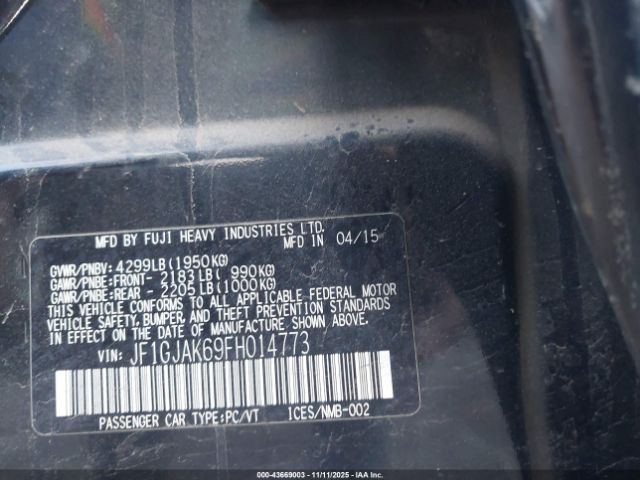 MFD BY FUJI HEAVY INDUSTRIES LTD.
MFD IN 04/15
GVWR/PNBV: 4299LB (1950KG)
GAWR/PNBE:FRONT- 2183LB ( 990KG)
GAWR/PNBE:REAR - 2205LB (1000KG)
THIS VEHICLE CONFORMS TO ALL APPLICABLE FEDERAL MOTOR
VEHICLE SAFETY, BUMPER, AND THEFT PREVENTION STANDARDS
IN EFFECT ON THE DATE OF MANUFACTURE SHOWN ABOVE.
VIN: JF1GJAK69FH014773
PASSENGER CAR TYPE:PC/VT ICES/NMB-002
00-43669003 - 11/11/2025 - IAA Inc.